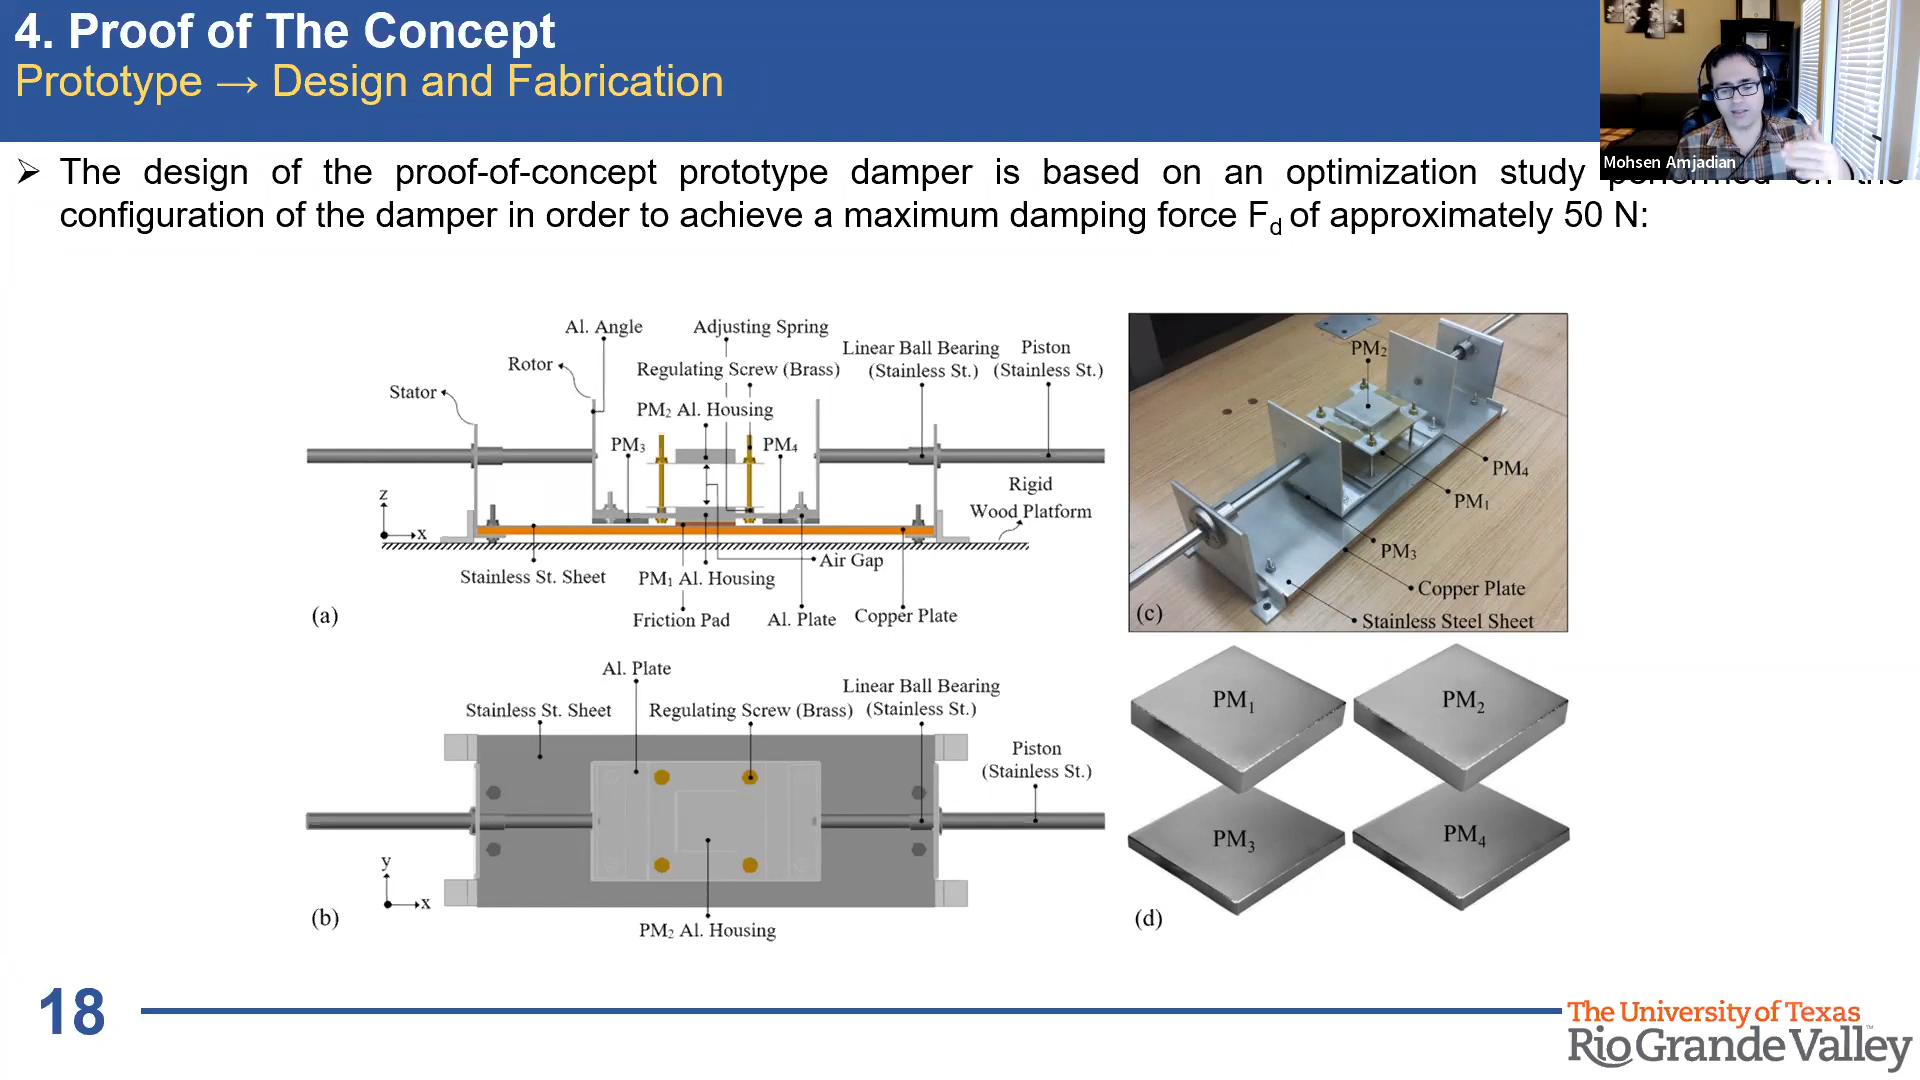 4. Proof of The Concept
Prototype → Design and Fabrication
Mohsen Amjadian
➢ The design of the proof-of-concept prototype damper is based on an optimization study performed on the
configuration of the damper in order to achieve a maximum damping force Fd of approximately 50 N:
Al. Angle
Adjusting Spring
Rotor
Regulating Screw (Brass)
Linear Ball Bearing
(Stainless St.)
Piston
(Stainless St.)
Stator
PM2 Al. Housing
PM3
PM4
Rigid
Wood Platform
z
x
Stainless St. Sheet
PM1 Al. Housing
Air Gap
Friction Pad
Al. Plate
Copper Plate
(a)
PM2
PM4
PM1
PM3
Copper Plate
Stainless Steel Sheet
(c)
Al. Plate
Stainless St. Sheet
Regulating Screw (Brass)
Linear Ball Bearing
(Stainless St.)
Piston
(Stainless St.)
y
x
PM2 Al. Housing
(b)
PM1
PM2
PM3
PM4
(d)
18
The University of Texas
RioGrandeValley